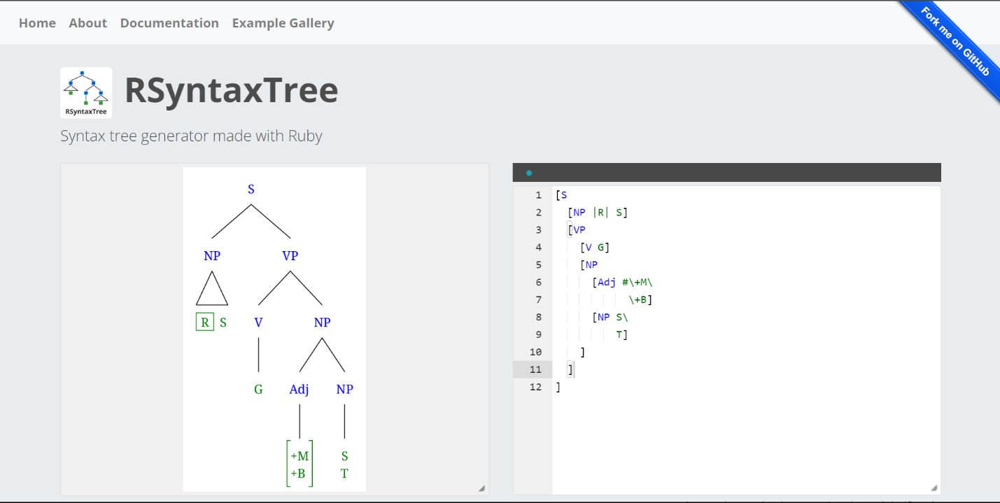 Home About Documentation Example Gallery
Fork me on GitHub
RSyntaxTree
RSyntaxTree
Syntax tree generator made with Ruby
S
NP VP
R S V NP
G Adj NP
+M S
+B T
1 [S
2 [NP |R| S]
3 [VP
4 [V G]
5 [NP
6 [Adj #\+M\
7 \+B]
8 [NP S\
9 T]
10 ]
11 ]
12 ]